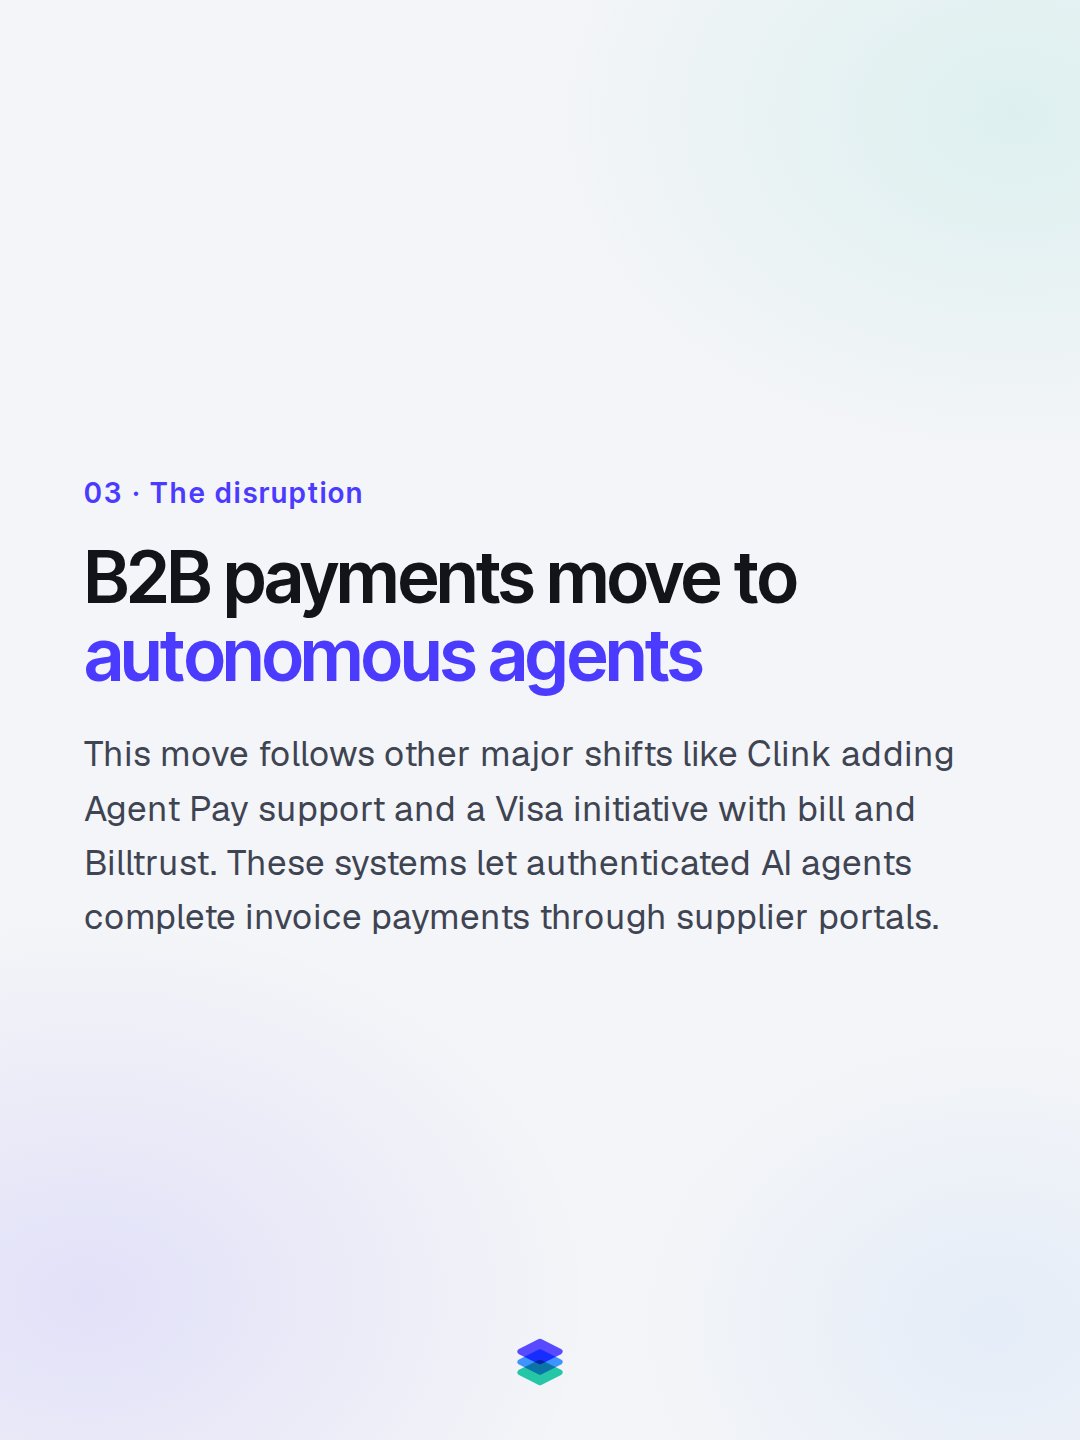 03 · The disruption
B2B payments move to
autonomous agents
This move follows other major shifts like Clink adding
Agent Pay support and a Visa initiative with bill and
Billtrust. These systems let authenticated AI agents
complete invoice payments through supplier portals.